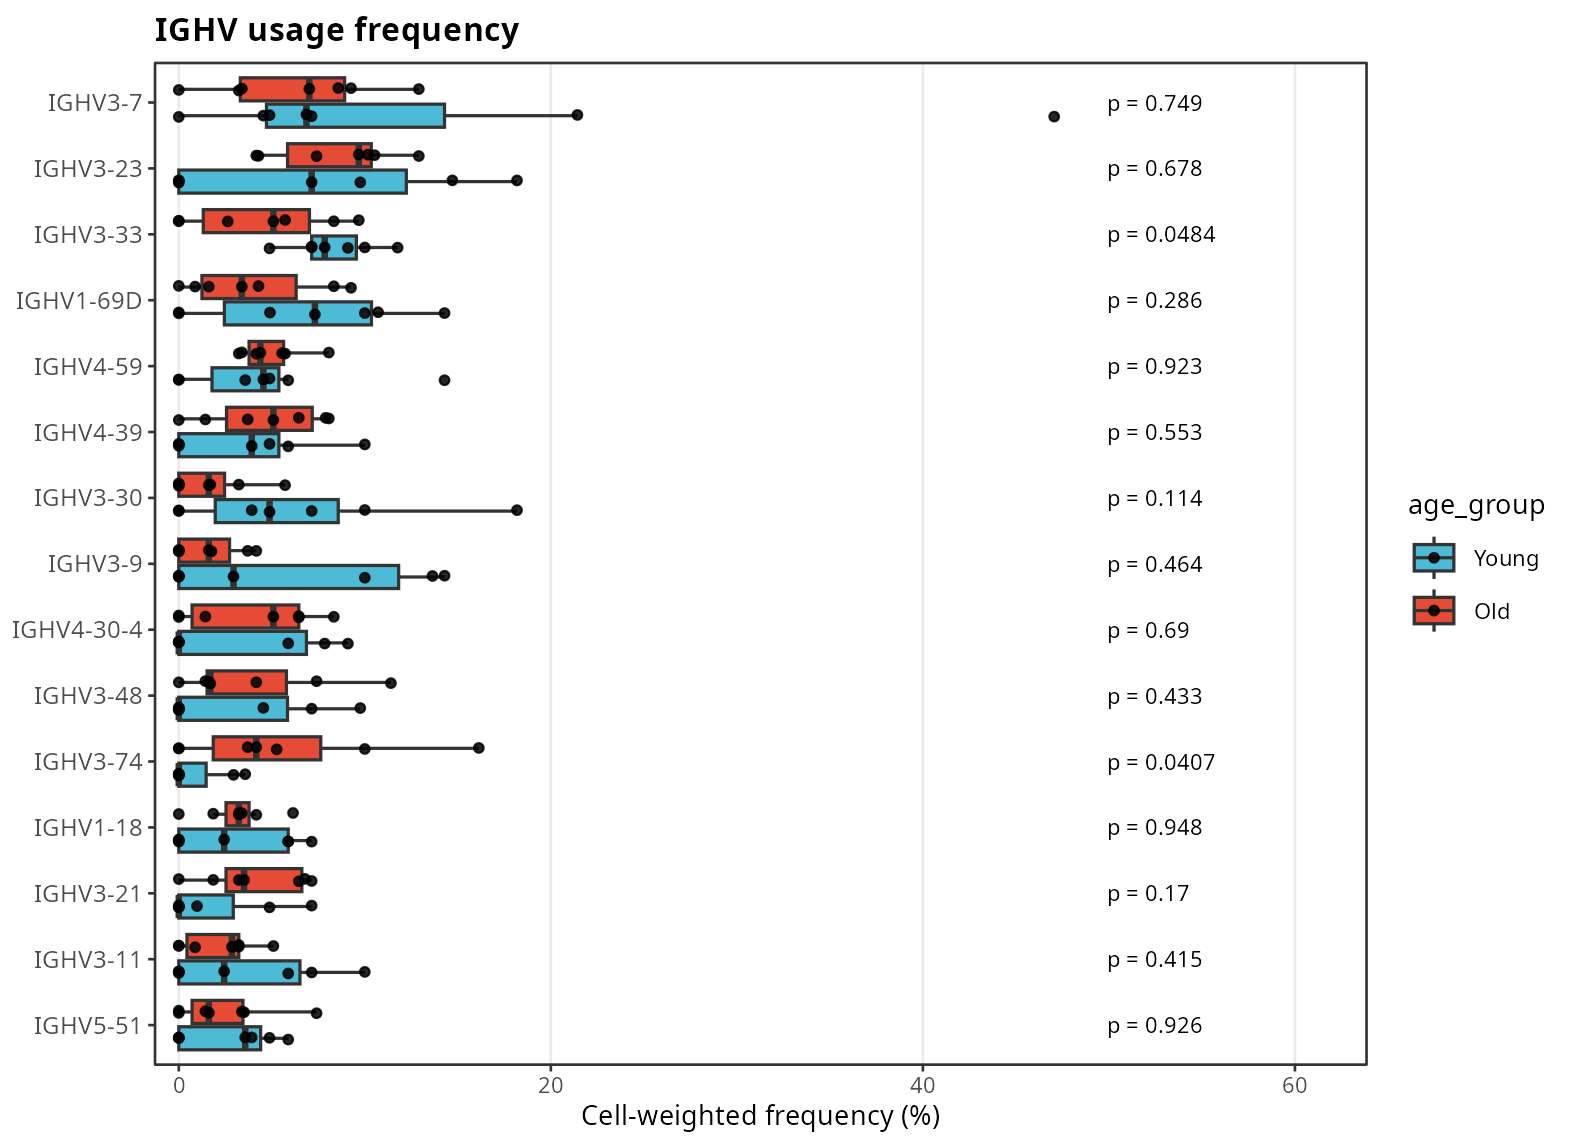 IGHV usage frequency
IGHV3-7
p = 0.749
IGHV3-23
p = 0.678
IGHV3-33
p = 0.0484
IGHV1-69D
p = 0.286
IGHV4-59
p = 0.923
IGHV4-39
p = 0.553
IGHV3-30
p = 0.114
IGHV3-9
p = 0.464
IGHV4-30-4
p = 0.69
IGHV3-48
p = 0.433
IGHV3-74
p = 0.0407
IGHV1-18
p = 0.948
IGHV3-21
p = 0.17
IGHV3-11
p = 0.415
IGHV5-51
p = 0.926
0 20 40 60
Cell-weighted frequency (%)
age_group
Young
Old